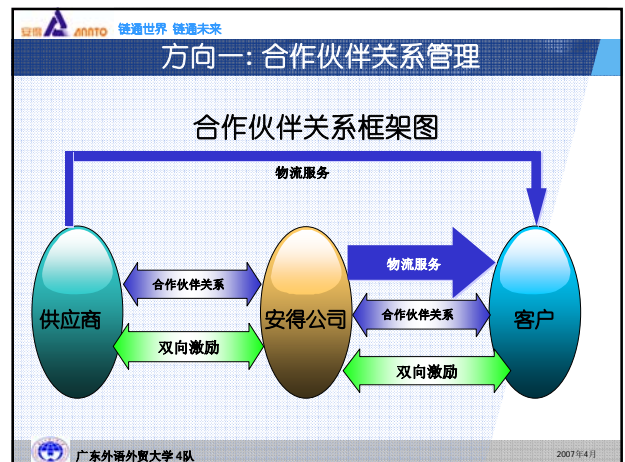 安得 ANNTO 链通世界 链通未来
方向一: 合作伙伴关系管理
合作伙伴关系框架图
物流服务
物流服务
合作伙伴关系
合作伙伴关系
供应商
安得公司
客户
双向激励
双向激励
广东外语外贸大学 4队
2007年4月